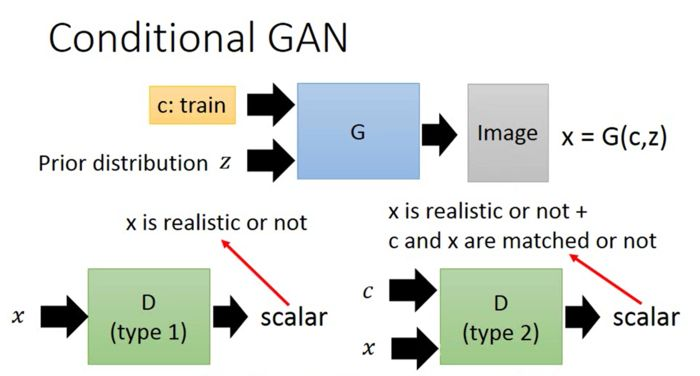 Conditional GAN
c: train
Prior distribution z
G
Image
x = G(c,z)
x is realistic or not
x
D
(type 1)
scalar
x is realistic or not +
c and x are matched or not
c
x
D
(type 2)
scalar